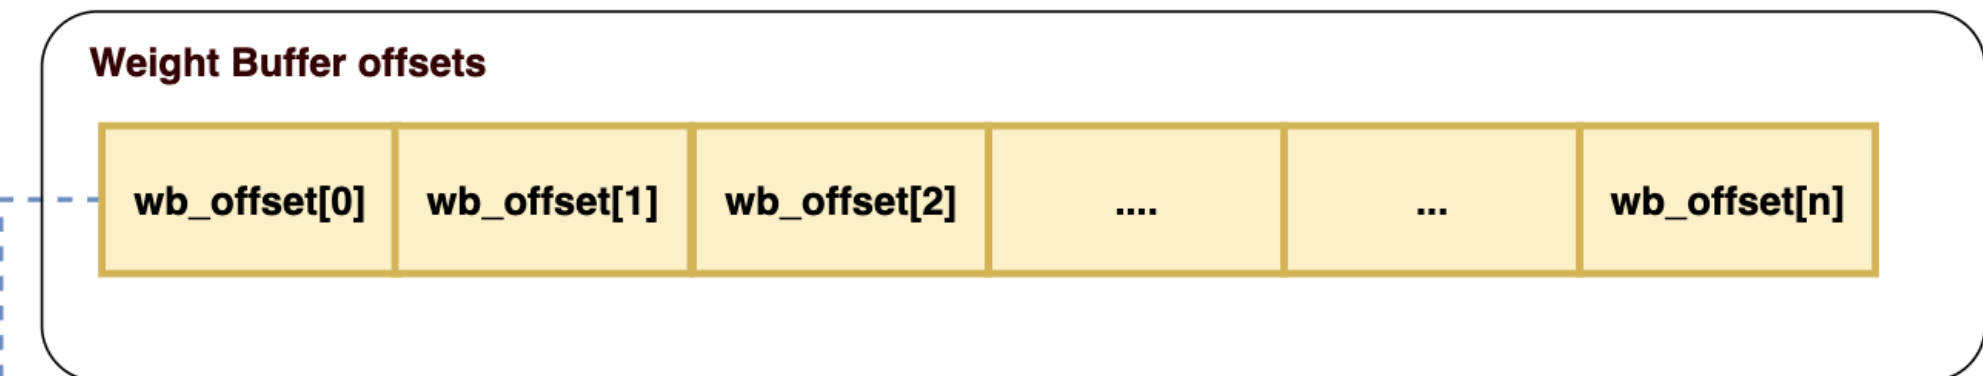 Weight Buffer offsets
wb_offset[0] wb_offset[1] wb_offset[2] .... ... wb_offset[n]